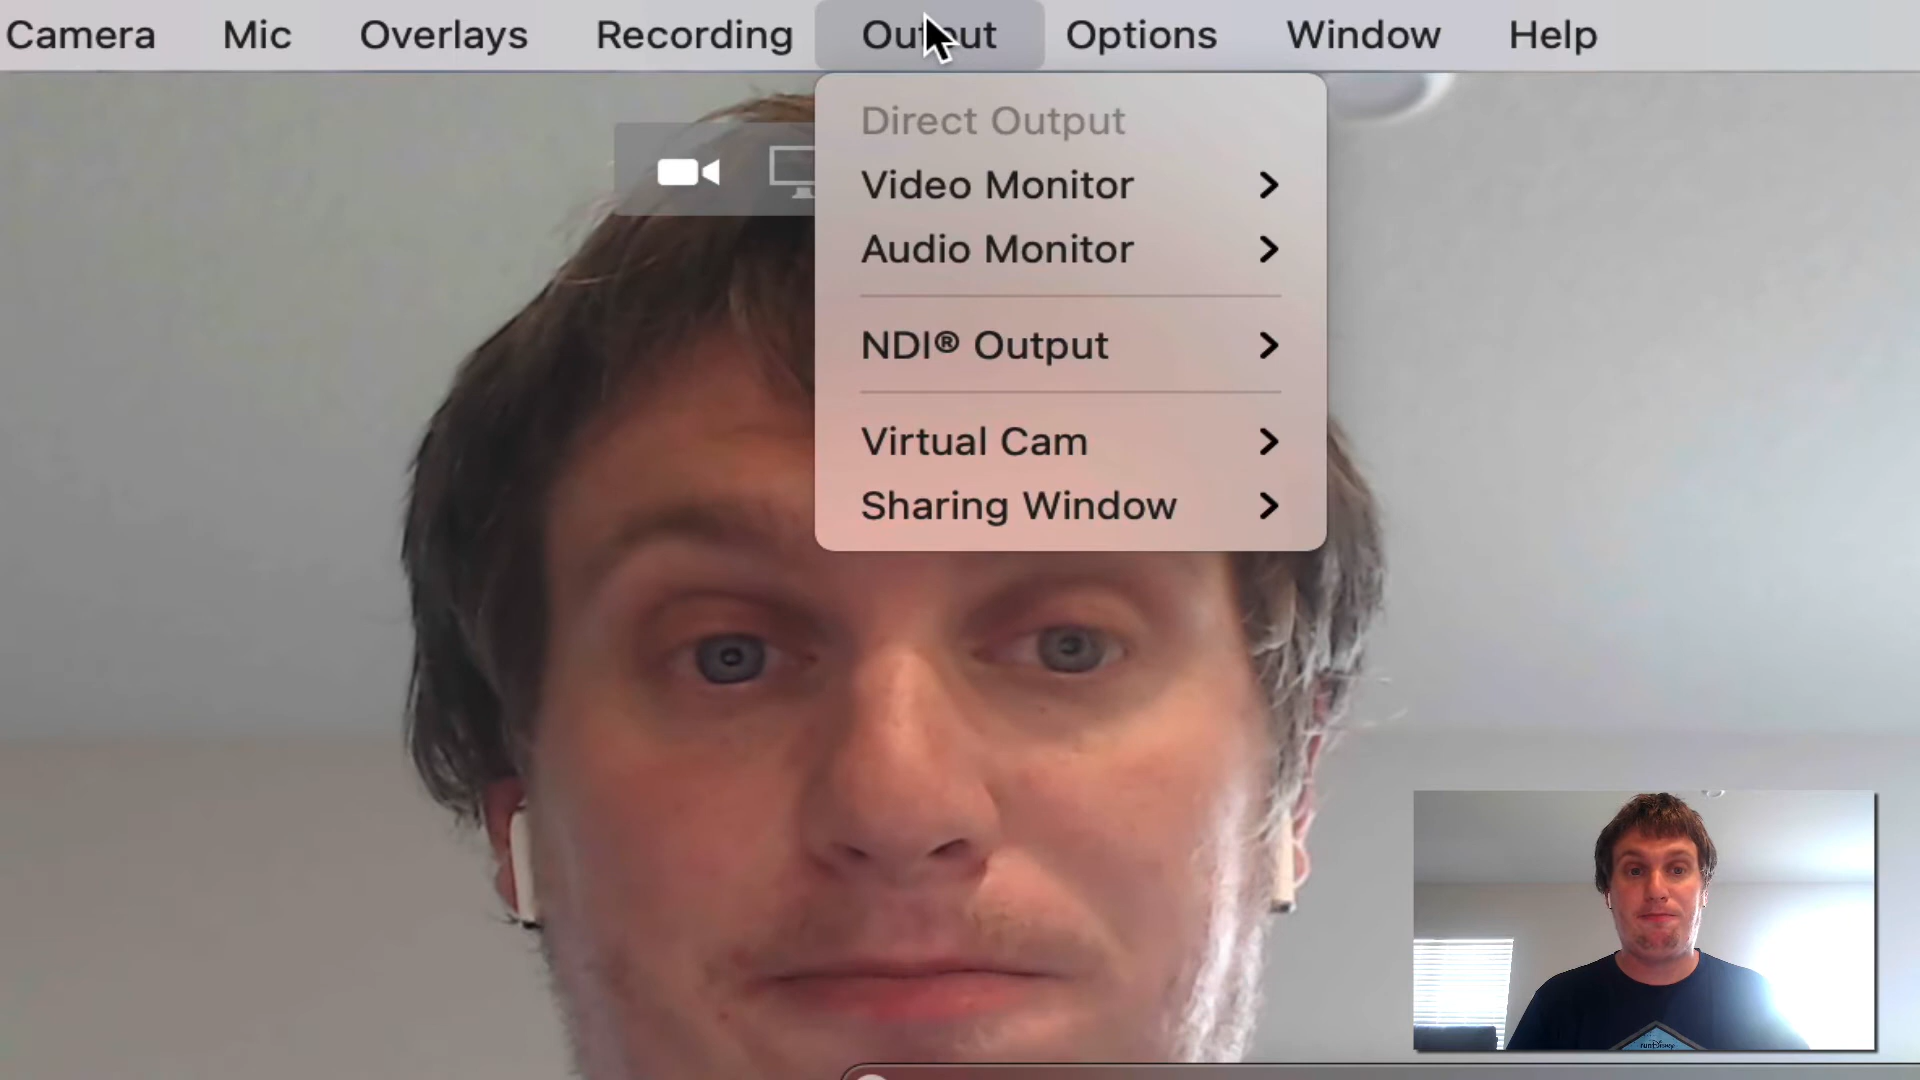 Camera Mic Overlays Recording Output Options Window Help
Direct Output
Video Monitor
Audio Monitor
NDI® Output
Virtual Cam
Sharing Window
runDisney